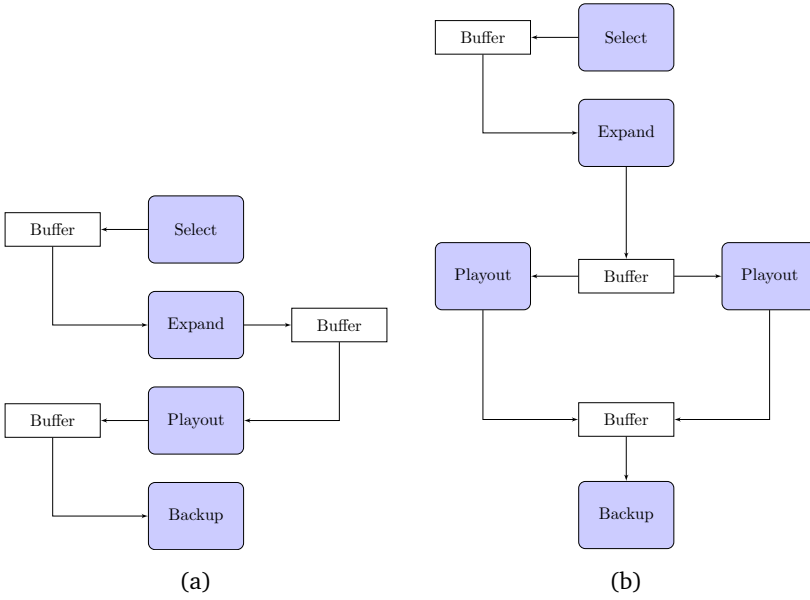 Buffer
Select
Expand
Buffer
Select
Expand
Buffer
Playout
Buffer
Backup
(a)
Playout
Buffer
Playout
Buffer
Backup
(b)